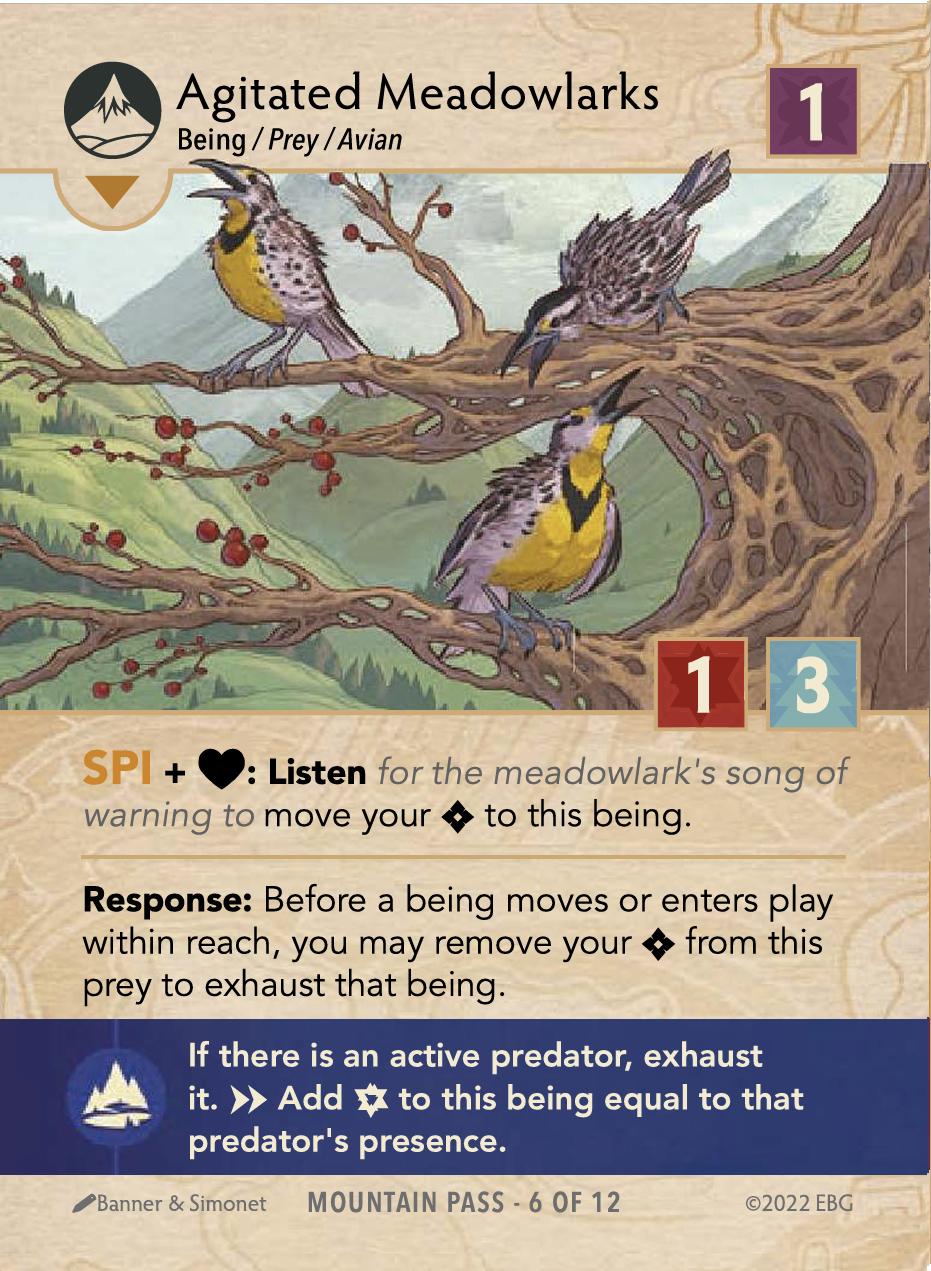 Agitated Meadowlarks
1
Being / Prey / Avian
1 3
SPI + : Listen for the meadowlark's song of
warning to move your to this being.
Response: Before a being moves or enters play
within reach, you may remove your from this
prey to exhaust that being.
If there is an active predator, exhaust
it. Add to this being equal to that
predator's presence.
Banner & Simonet MOUNTAIN PASS - 6 OF 12 ©2022 EBG